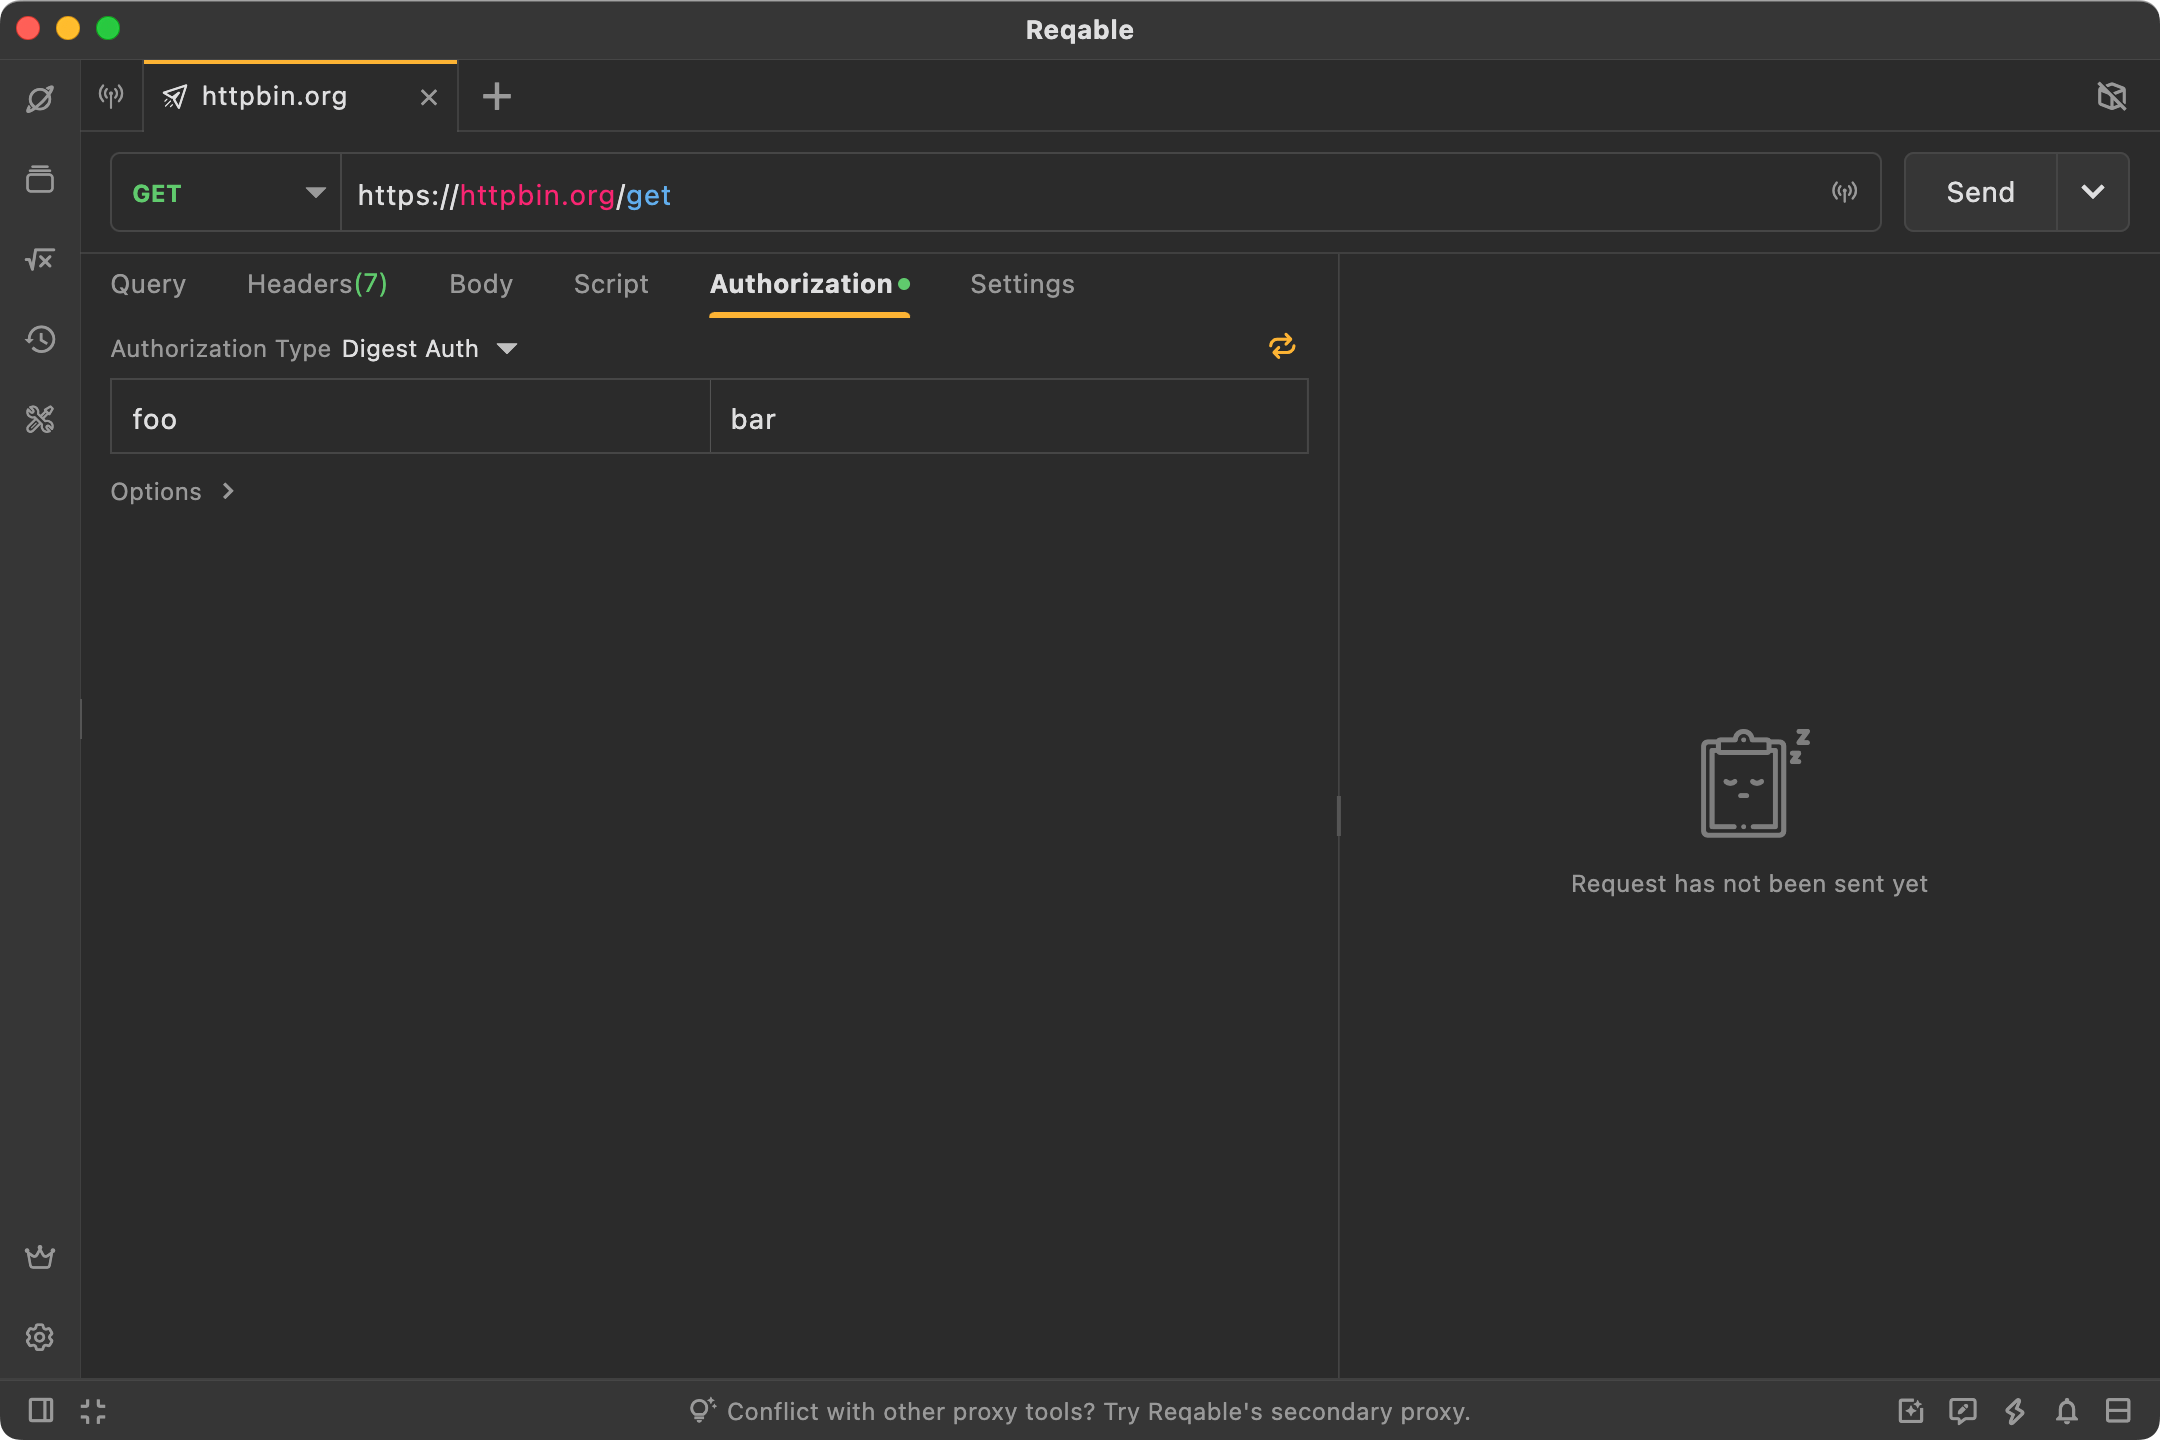 Reqable
httpbin.org
GET https://httpbin.org/get Send
Query Headers(7) Body Script Authorization Settings
Authorization Type Digest Auth
foo bar
Options
Request has not been sent yet
Conflict with other proxy tools? Try Reqable's secondary proxy.